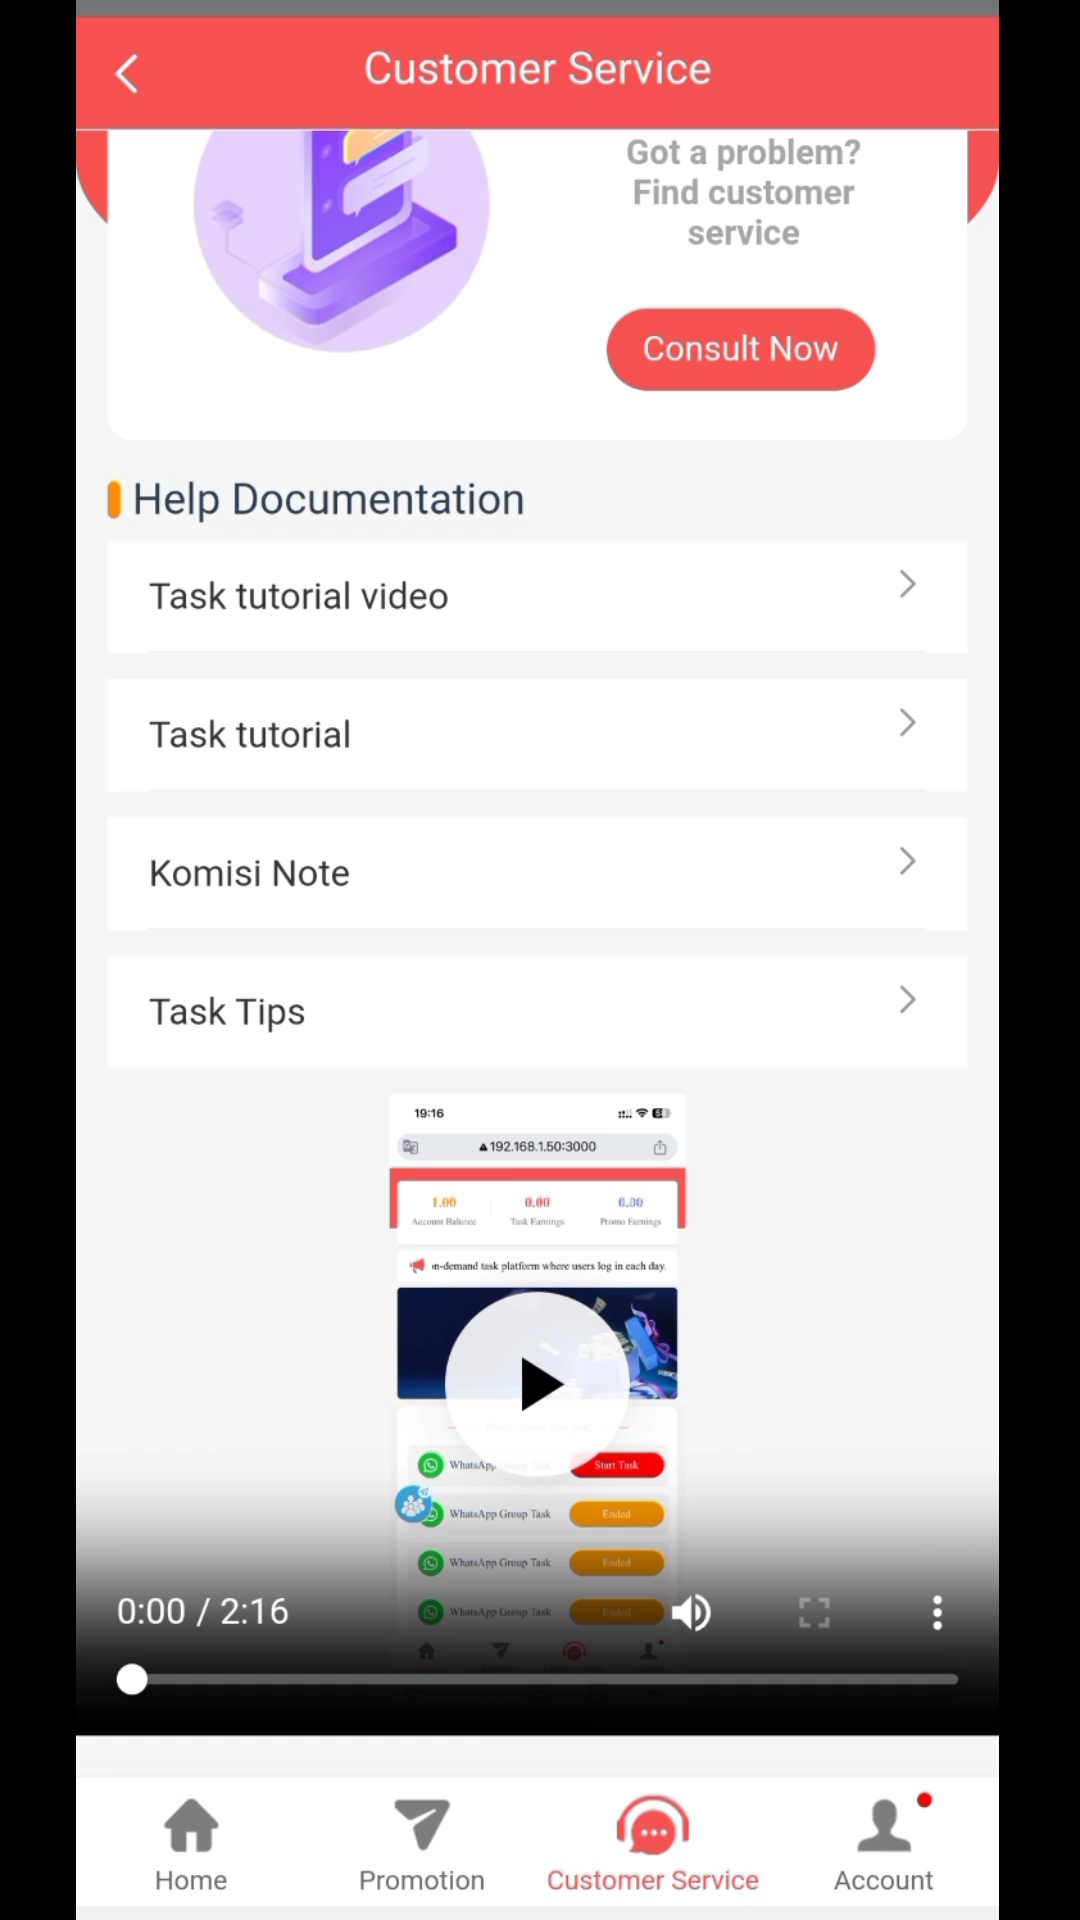 Customer Service
Got a problem?
Find customer
service
Consult Now
Help Documentation
Task tutorial video
Task tutorial
Komisi Note
Task Tips
19:16
192.168.1.50:3000
1.00 0.00 0.00
Account Balance Task Earnings Promo Earnings
n-demand task platform where users log in each day.
WhatsApp Start Task
WhatsApp Group Task Ended
WhatsApp Group Task Ended
WhatsApp Group Task Ended
0:00 / 2:16
Home Promotion Customer Service Account